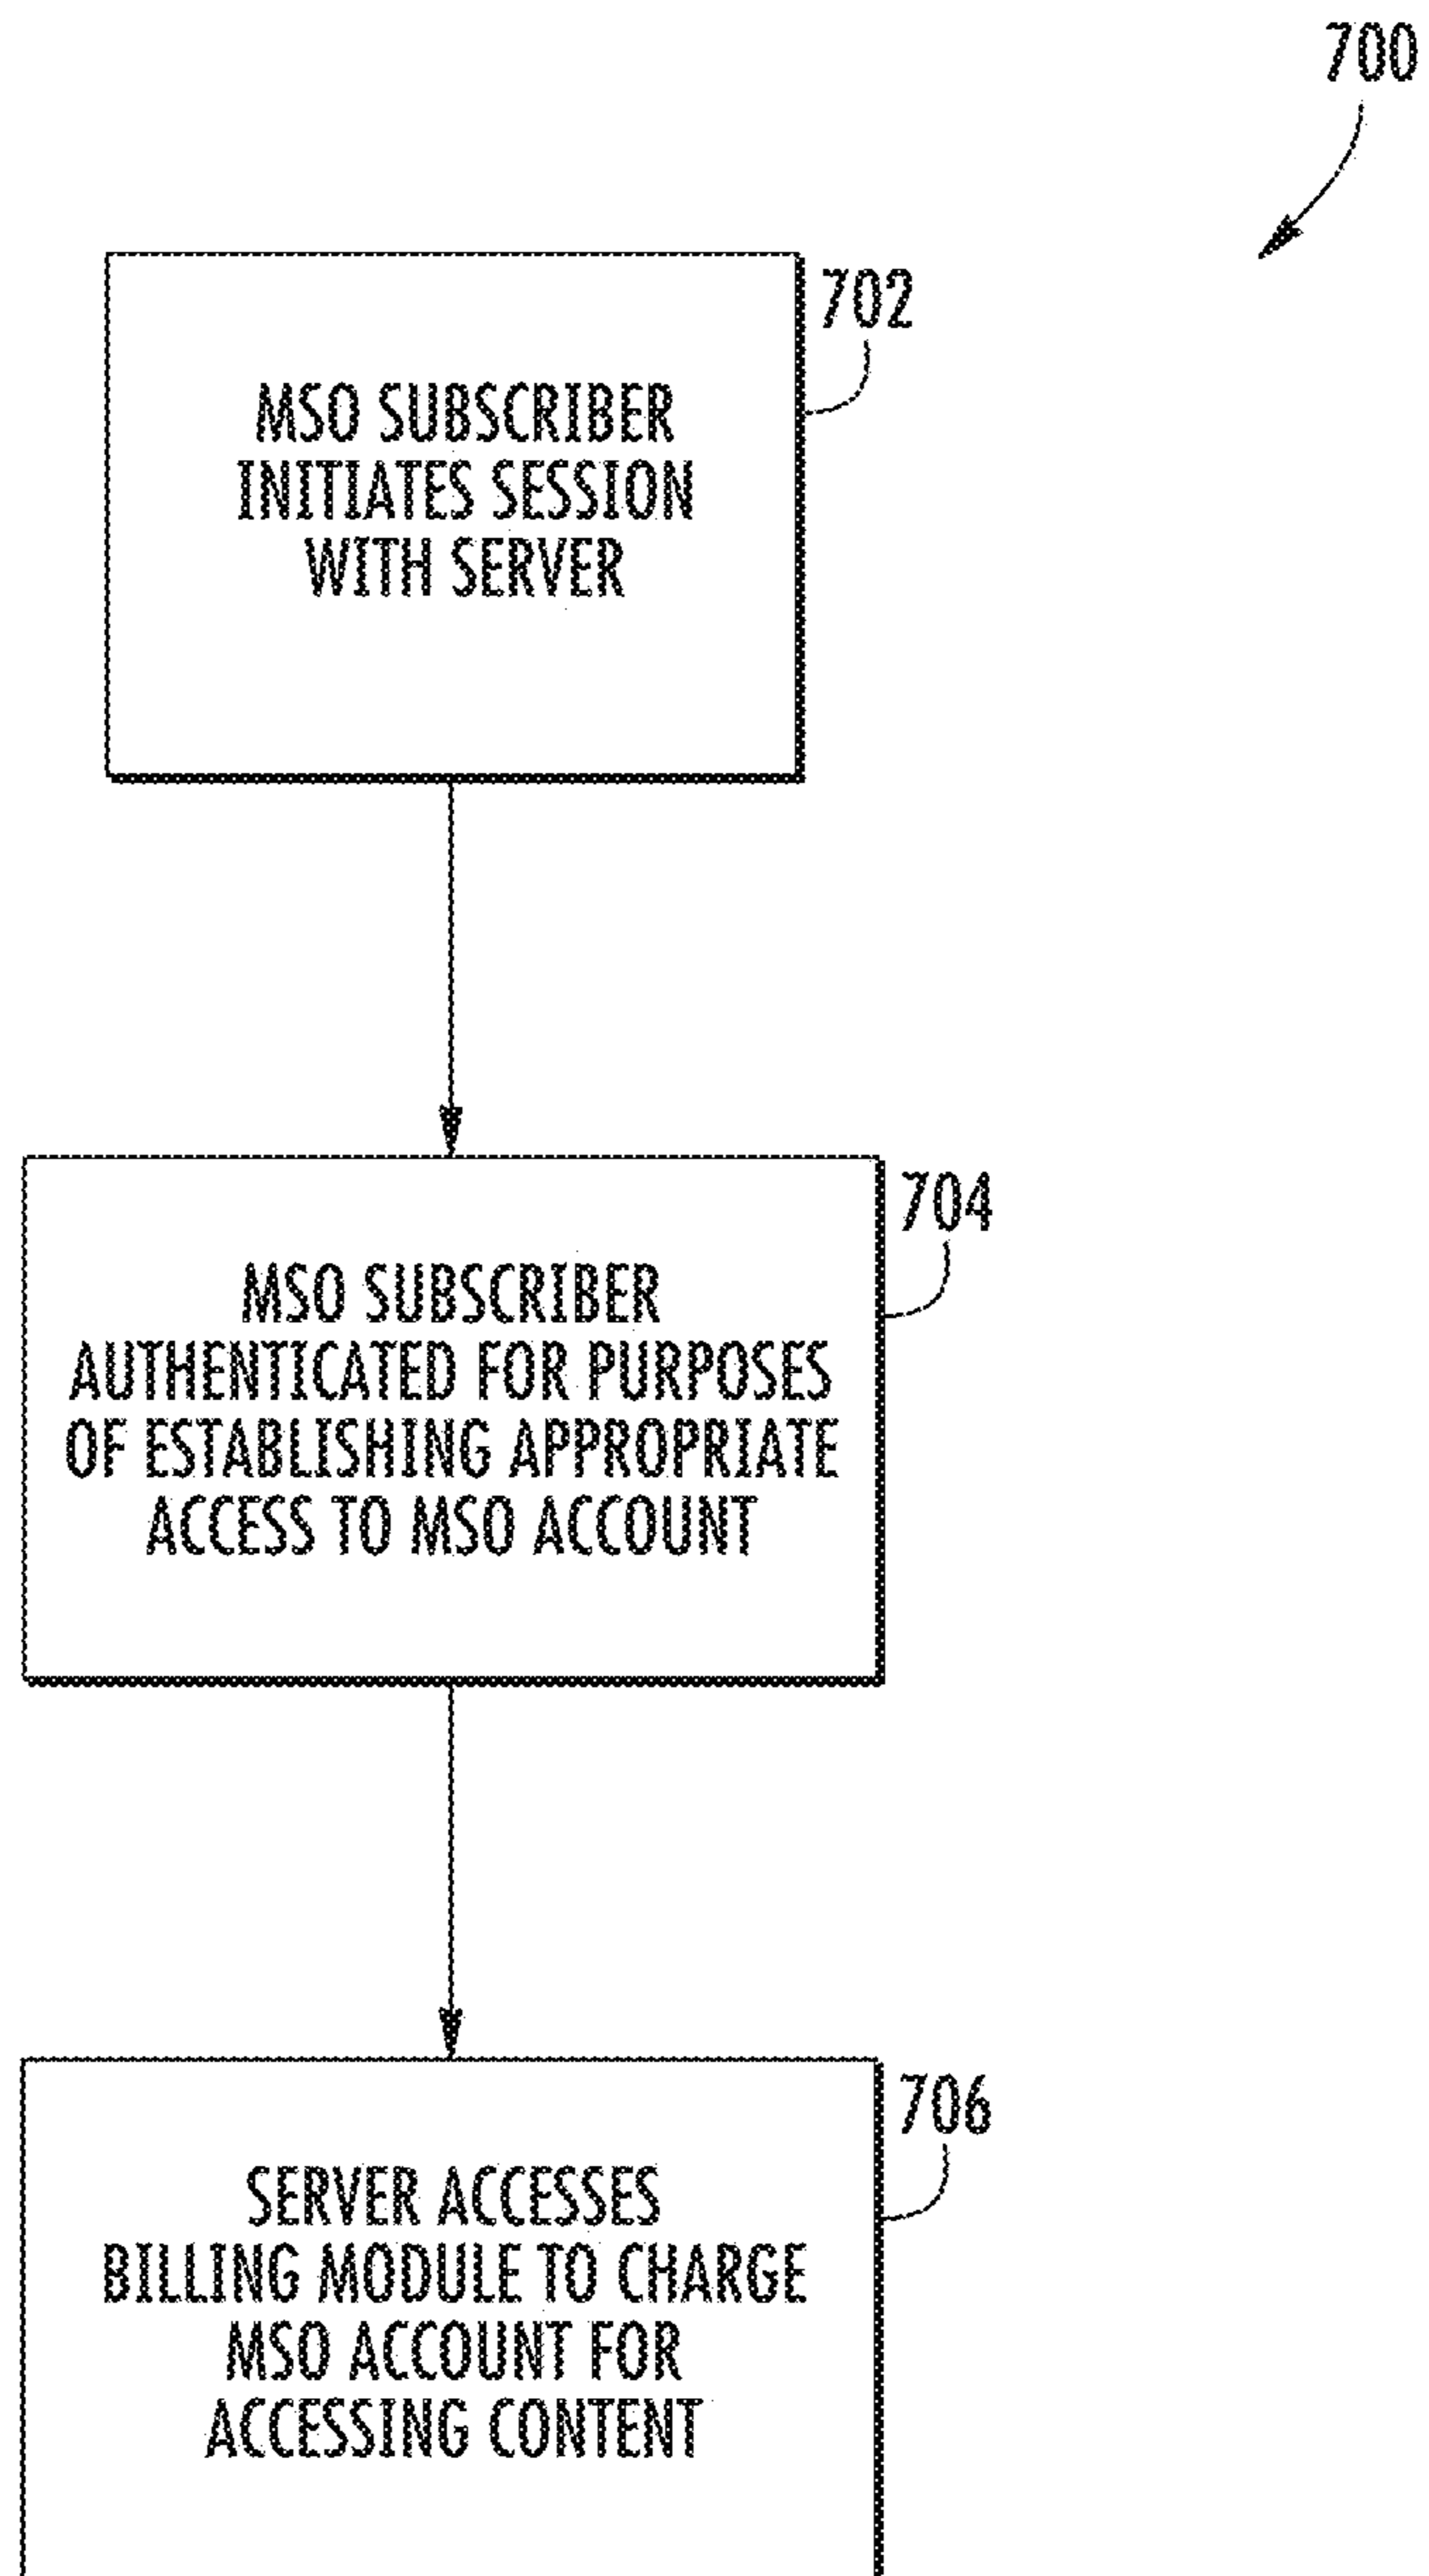 700
702
MSO SUBSCRIBER
INITIATES SESSION
WITH SERVER
704
MSO SUBSCRIBER
AUTHENTICATED FOR PURPOSES
OF ESTABLISHING APPROPRIATE
ACCESS TO MSO ACCOUNT
706
SERVER ACCESSES
BILLING MODULE TO CHARGE
MSO ACCOUNT FOR
ACCESSING CONTENT